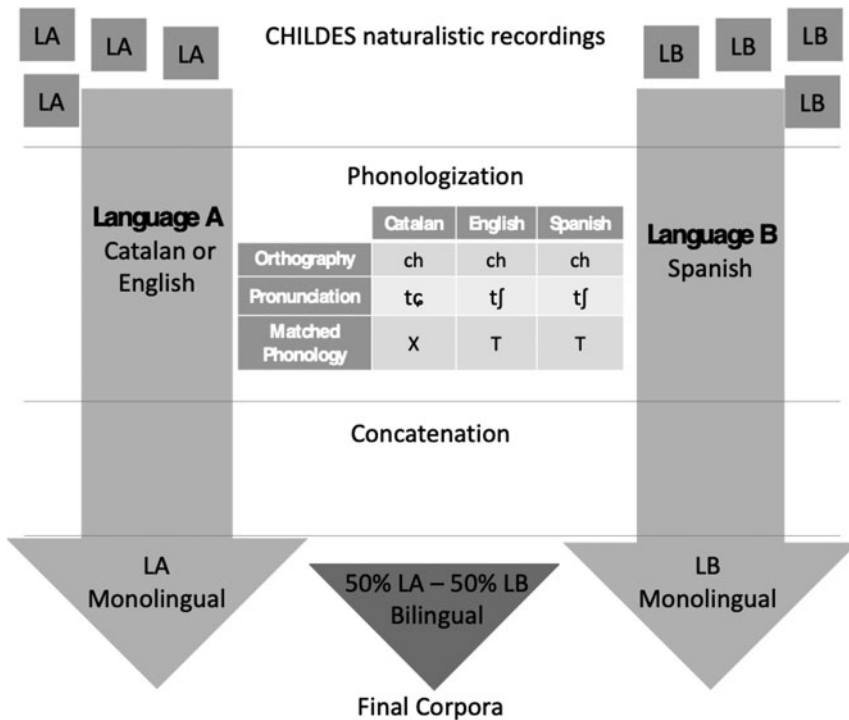 LA LA LA CHILDES naturalistic recordings LB LB LB
LA LB
Phonologization
Language A
Catalan or
English
Catalan English Spanish
Orthography ch ch ch
Pronunciation tɕ tʃ tʃ
Matched
Phonology X T T
Language B
Spanish
Concatenation
LA
Monolingual
50% LA – 50% LB
Bilingual
LB
Monolingual
Final Corpora